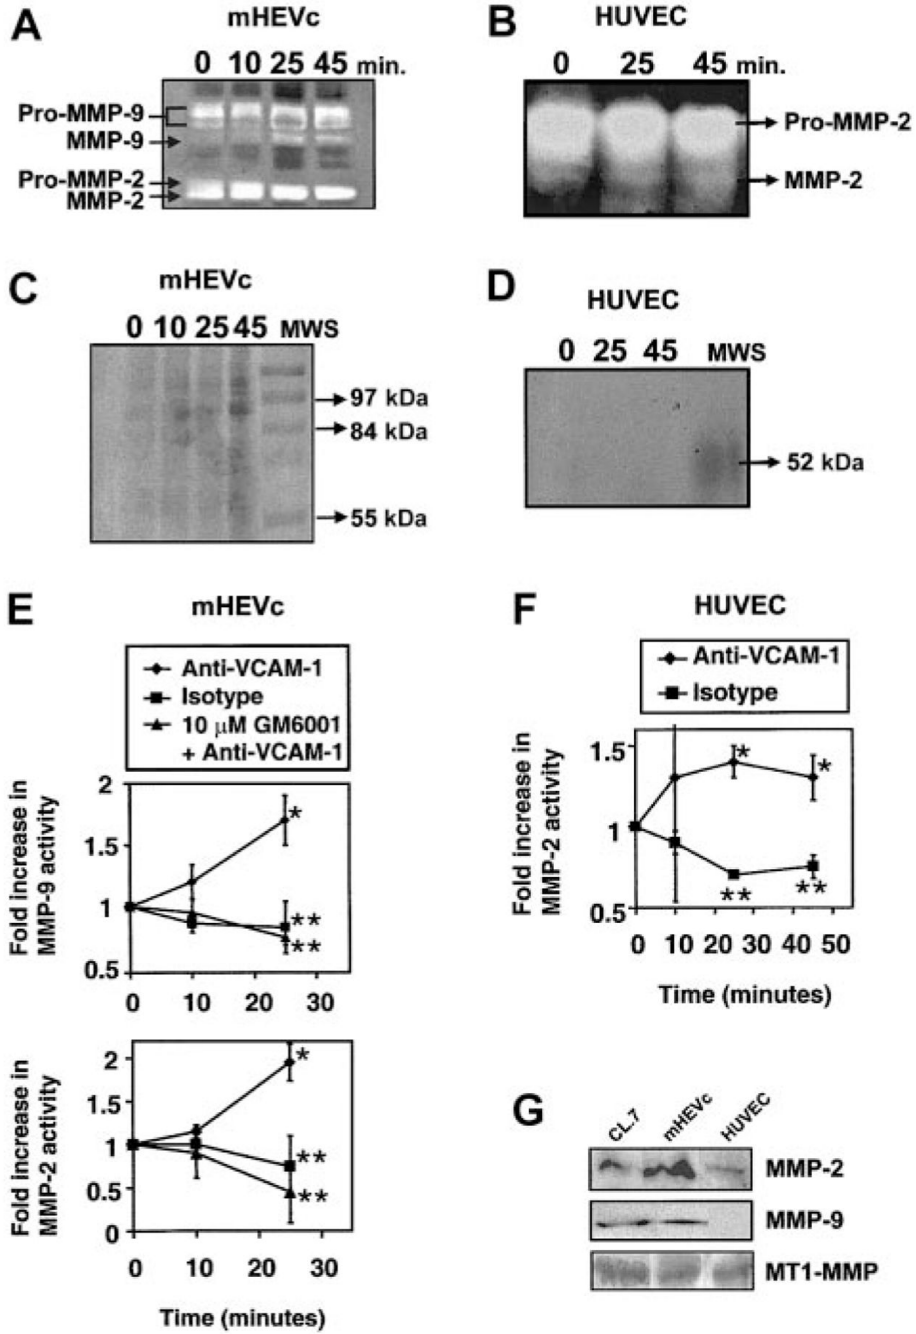 A
mHEVc
0 10 25 45 min.
Pro-MMP-9
MMP-9
Pro-MMP-2
MMP-2
B
HUVEC
0 25 45 min.
Pro-MMP-2
MMP-2
C
mHEVc
0 10 25 45 MWS
97 kDa
84 kDa
55 kDa
D
HUVEC
0 25 45 MWS
52 kDa
E
mHEVc
Anti-VCAM-1
Isotype
10 µM GM6001
+ Anti-VCAM-1
Fold increase in
MMP-9 activity
2
1.5
1
0.5
*
**
**
0 10 20 30
Fold increase in
MMP-2 activity
2
1.5
1
0.5
0
*
**
**
0 10 20 30
Time (minutes)
F
HUVEC
Anti-VCAM-1
Isotype
Fold increase in
MMP-2 activity
1.5
1
0.5
*
*
**
**
0 10 20 30 40 50
Time (minutes)
G
CL.7 mHEVc HUVEC
MMP-2
MMP-9
MT1-MMP